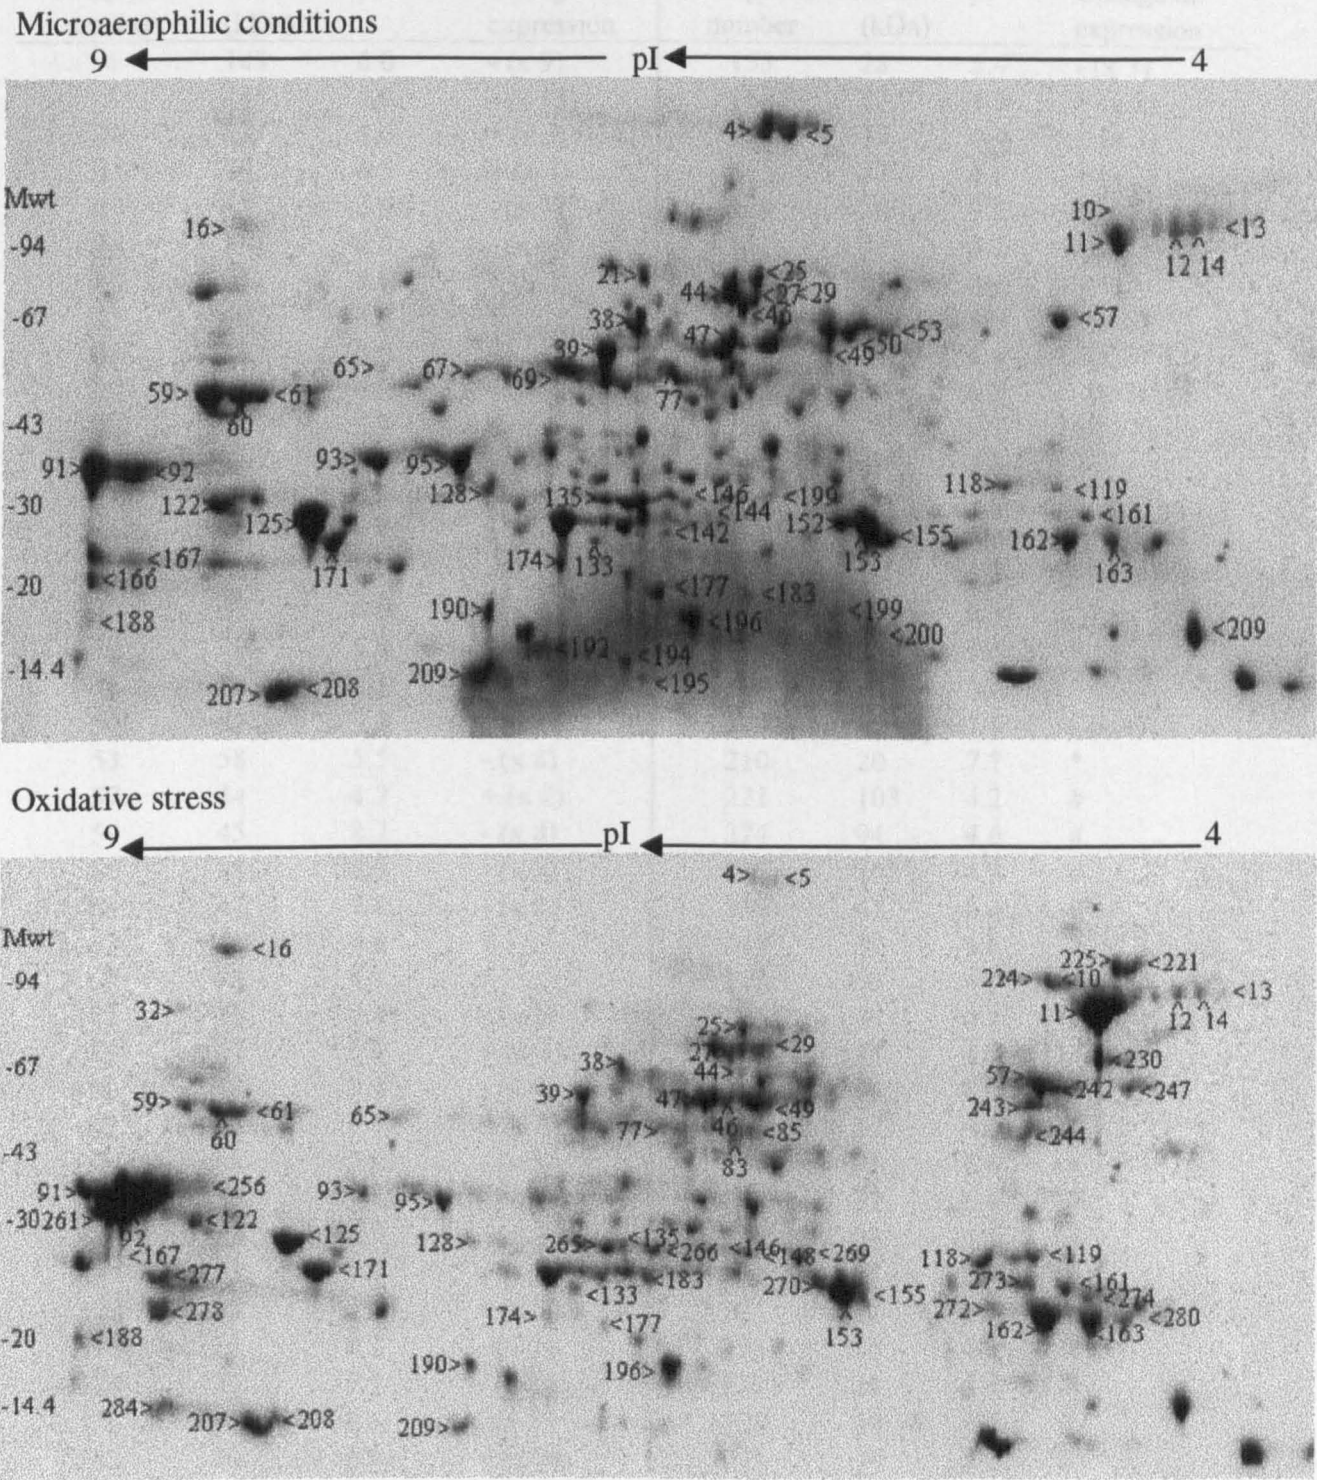 Microaerophilic conditions
9 pI 4
4> <5
Mwt
16> 10> <13
-94 11> ^ ^
12 14
21> <25
44> <27 <29
-67 38> <46 <57
47 <50 <53
39> <49
65> 67> 69>
59> <61 ^
60 77
-43
91> <92 93> 95>
128> 135> <146 <199 118> <119
-30 122> <144 <161
125> <142 152> <155 162>
<167 174> ^ 153 ^
171 133 163
-20 <166 <177 <183
<188 190> <196 <199 <209
<192 <200
-14.4 209> <194
207> <208 <195
Oxidative stress
9 pI 4
4> <5
Mwt
<16 225> <221
-94 224> <10 <13
32> 11> ^ ^
12 14
25>
27 <29
-67 38> 44> <230
57> <242 <247
59> <61 65> 39> 47 <49 243>
60 77> 46 <85 <244
-43 83
91> <256 93> 95>
-30 261> <122
92 <125 128> 265> <135 <266 <146 <148 <269 118> <119
<167 <171 <183 270> <155 273> <161
<277 <133 <274
<278 174> <177 153 272> <280
-20 <188 162> <163
190> 196>
-14.4 284> 207> <208 209>